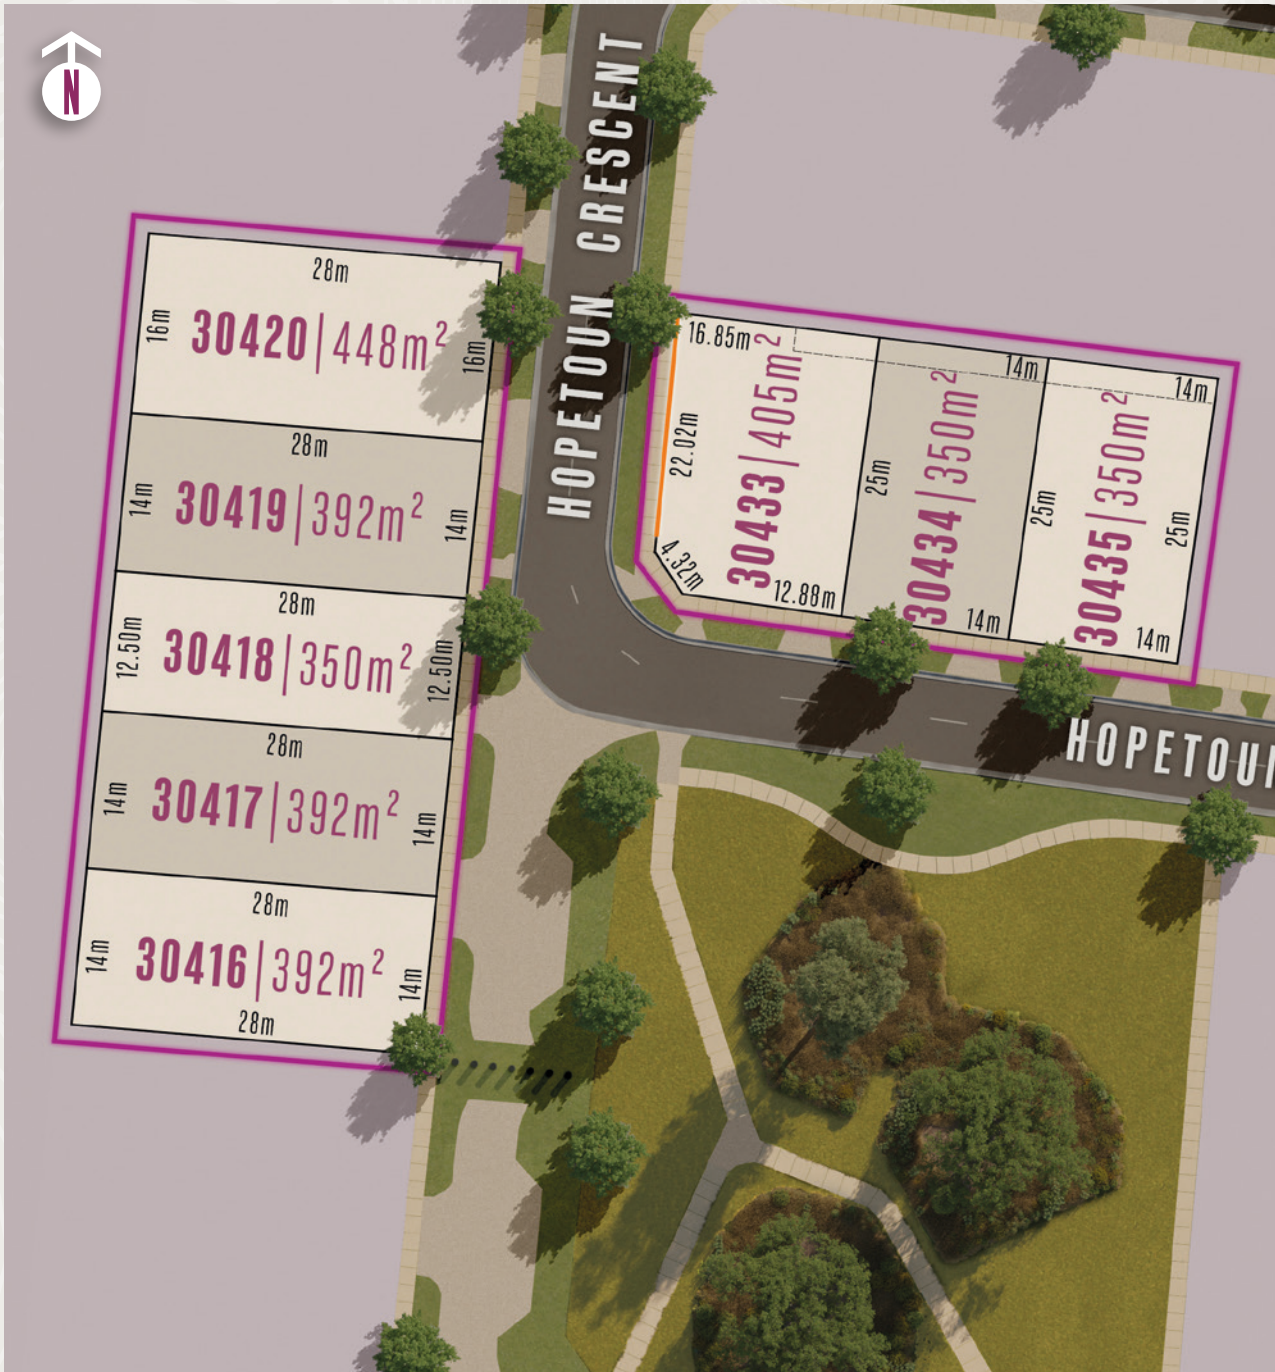 N
HOPETOUN CRESCENT
28m
16m
30420|448m²
16m
28m
14m
30419|392m²
14m
28m
12.50m
30418|350m²
12.50m
28m
14m
30417|392m²
14m
28m
14m
30416|392m²
14m
28m
16.85m
22.02m
30433|405m²
4.32m
12.88m
25m
14m
30434|350m²
14m
25m
14m
30435|350m²
25m
14m
HOPETOUN